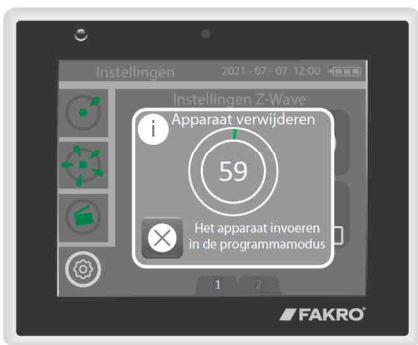 Instellingen 2021 - 07 - 07 12:00
Instellingen Z-Wave
i
Apparaat verwijderen
59
Het apparaat invoeren
in de programmamodus
1 2
FAKRO